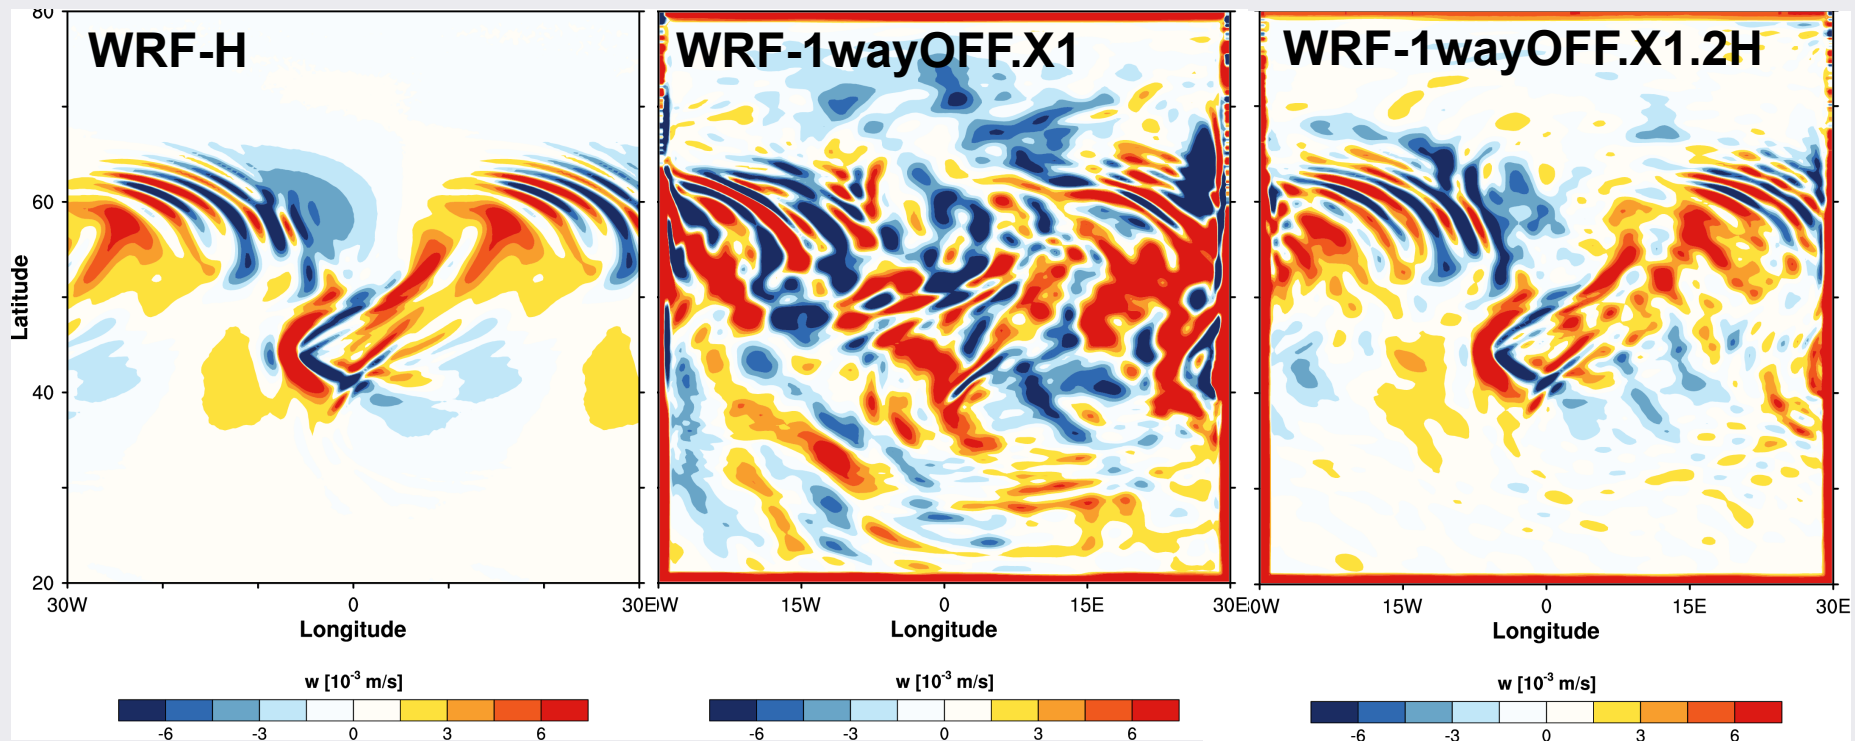 WRF-H
WRF-1wayOFF.X1
WRF-1wayOFF.X1.2H
80
60
40
20
Latitude
30W 0 30E
0W 15W 0 15E 30E
0W 15W 0 15E 30E
Longitude
Longitude
Longitude
w [10⁻³ m/s]
w [10⁻³ m/s]
w [10⁻³ m/s]
-6 -3 0 3 6
-6 -3 0 3 6
-6 -3 0 3 6